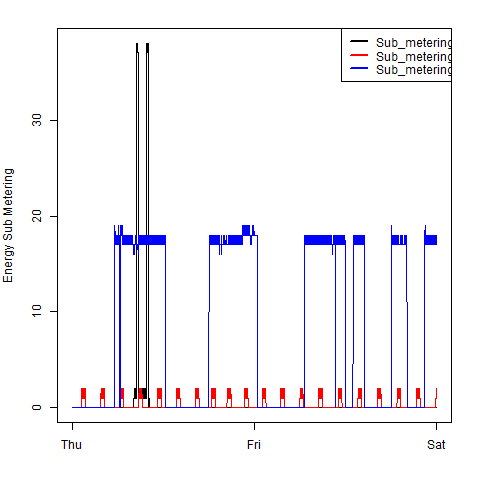 Sub_metering
Sub_metering
Sub_metering
Energy Sub Metering
30
20
10
0
Thu Fri Sat